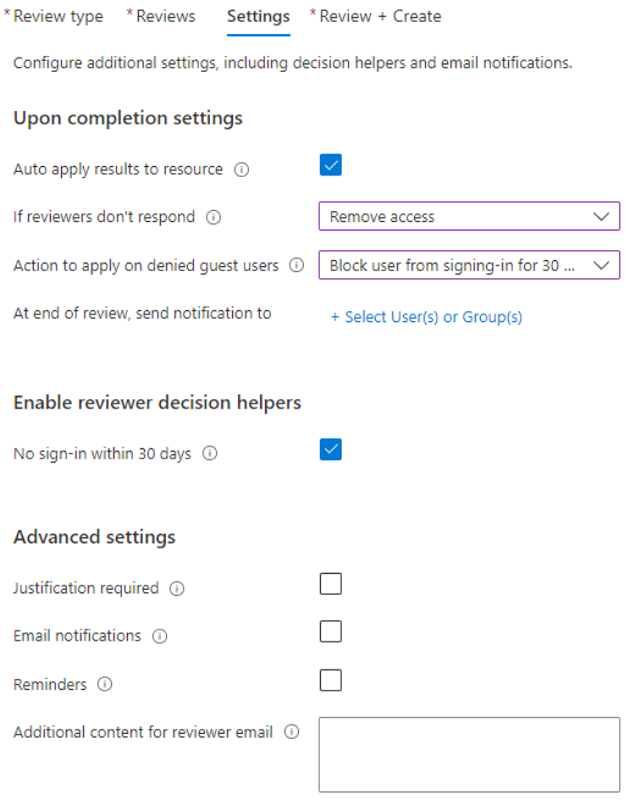 * Review type * Reviews Settings * Review + Create
Configure additional settings, including decision helpers and email notifications.
Upon completion settings
Auto apply results to resource
If reviewers don't respond Remove access
Action to apply on denied guest users Block user from signing-in for 30 ...
At end of review, send notification to + Select User(s) or Group(s)
Enable reviewer decision helpers
No sign-in within 30 days
Advanced settings
Justification required
Email notifications
Reminders
Additional content for reviewer email